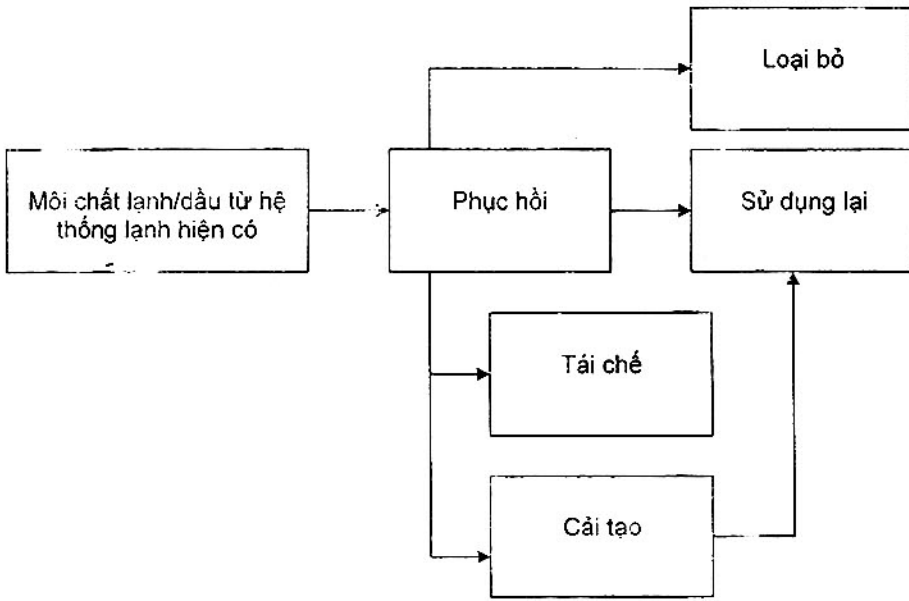 Loại bỏ
Môi chất lạnh/dầu từ hệ
thống lạnh hiện có
Phục hồi
Sử dụng lại
Tái chế
Cải tạo